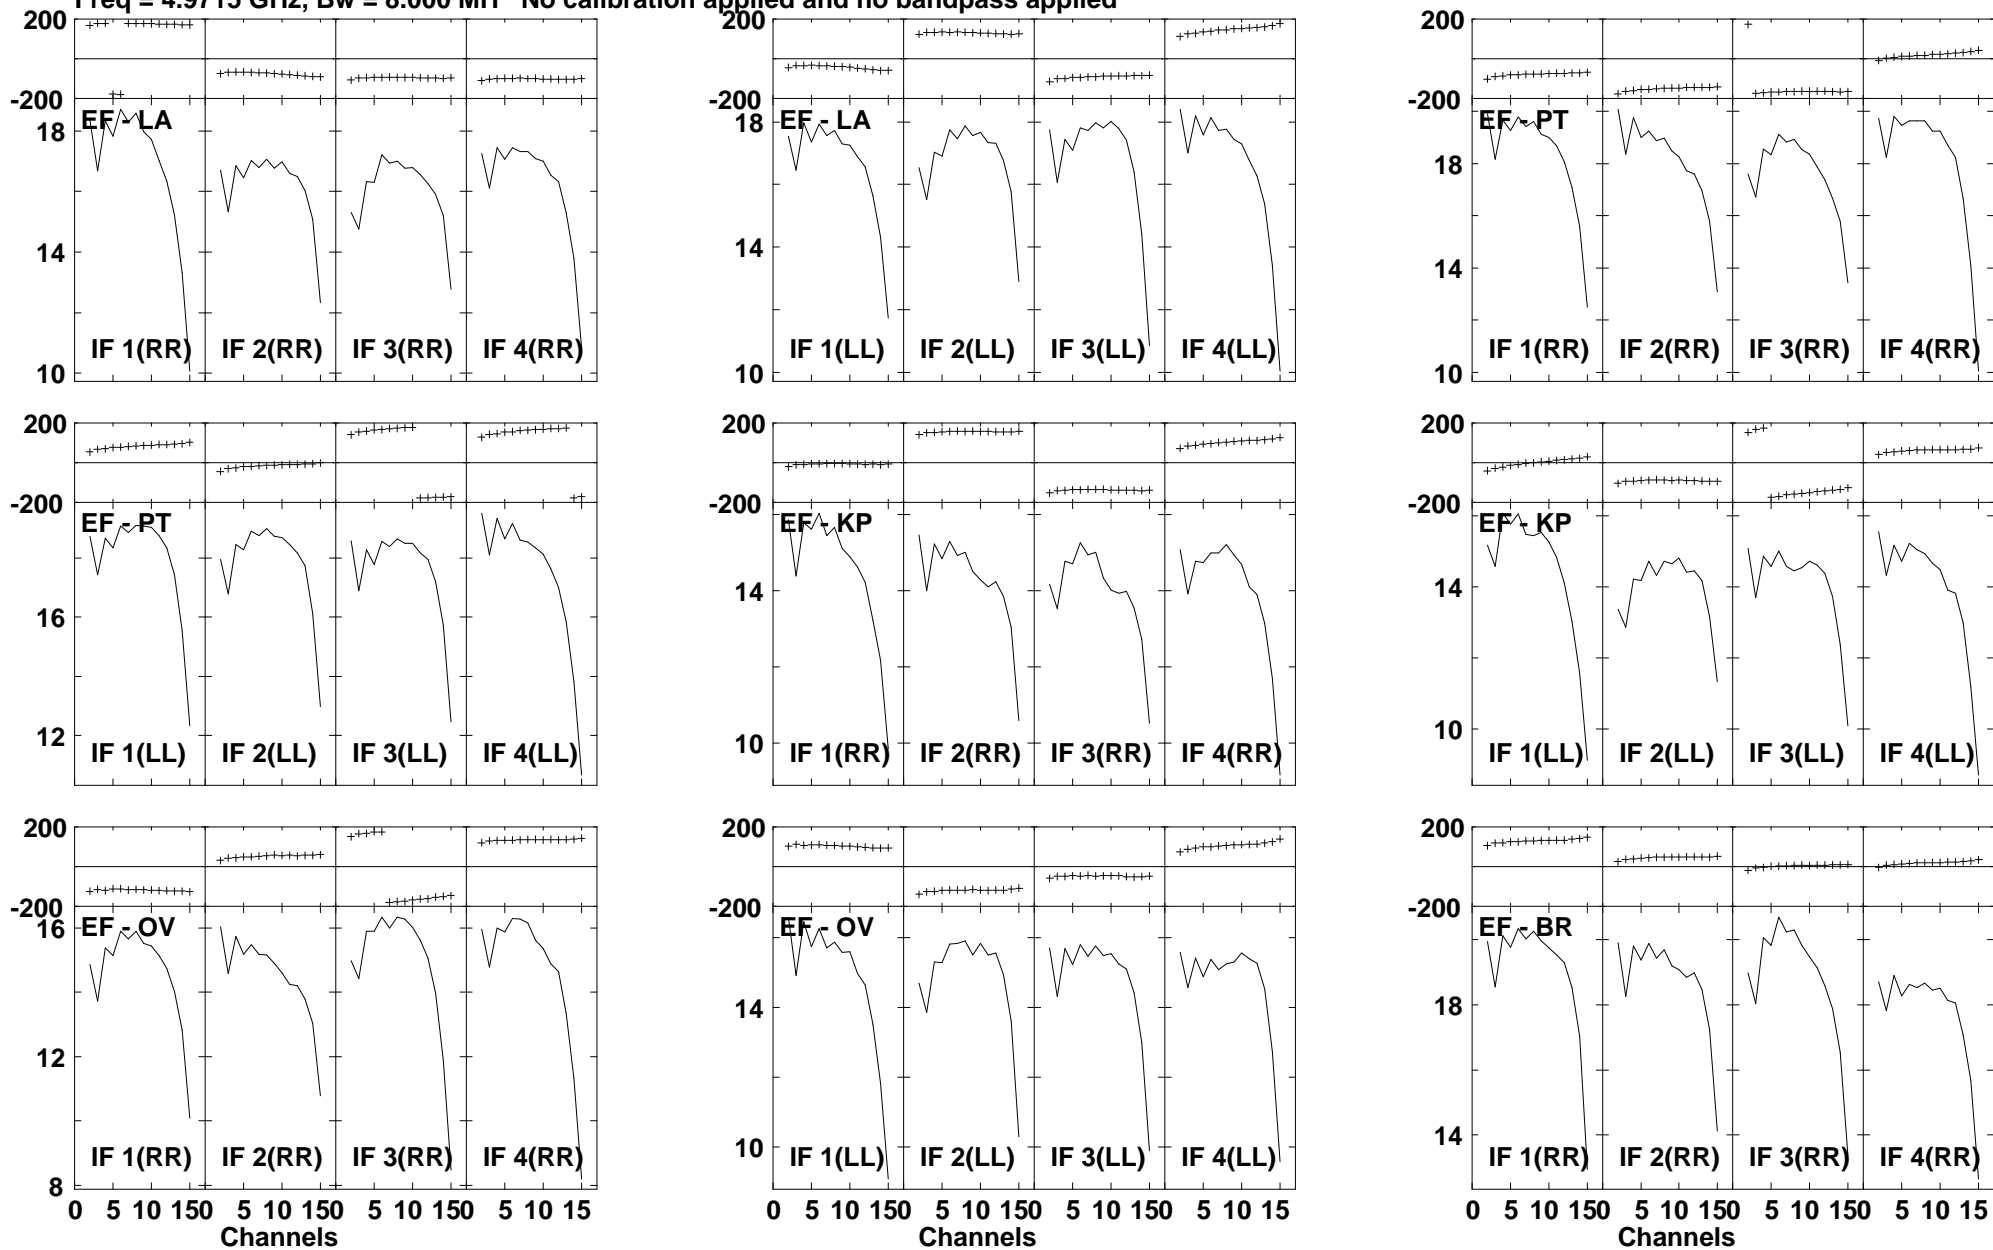 Freq = 4.9715 GHz, Bw = 8.000 MH No calibration applied and no bandpass applied
200 200 200
-200 -200 -200
EF - LA EF - LA EF - PT
18 18 18
14 14 14
IF 1(RR) IF 2(RR) IF 3(RR) IF 4(RR) IF 1(LL) IF 2(LL) IF 3(LL) IF 4(LL) IF 1(RR) IF 2(RR) IF 3(RR) IF 4(RR)
10 10 10
200 200 200
-200 -200 -200
EF - PT EF - KP EF - KP
16 14 14
12 10 10
IF 1(LL) IF 2(LL) IF 3(LL) IF 4(LL) IF 1(RR) IF 2(RR) IF 3(RR) IF 4(RR) IF 1(LL) IF 2(LL) IF 3(LL) IF 4(LL)
200 200 200
-200 -200 -200
EF - OV EF - OV EF - BR
16 14 18
12 10 14
IF 1(RR) IF 2(RR) IF 3(RR) IF 4(RR) IF 1(LL) IF 2(LL) IF 3(LL) IF 4(LL) IF 1(RR) IF 2(RR) IF 3(RR) IF 4(RR)
8
0 5 10 150 5 10 150 5 10 150 5 10 15 0 5 10 150 5 10 150 5 10 150 5 10 15 0 5 10 150 5 10 150 5 10 150 5 10 15
Channels Channels Channels